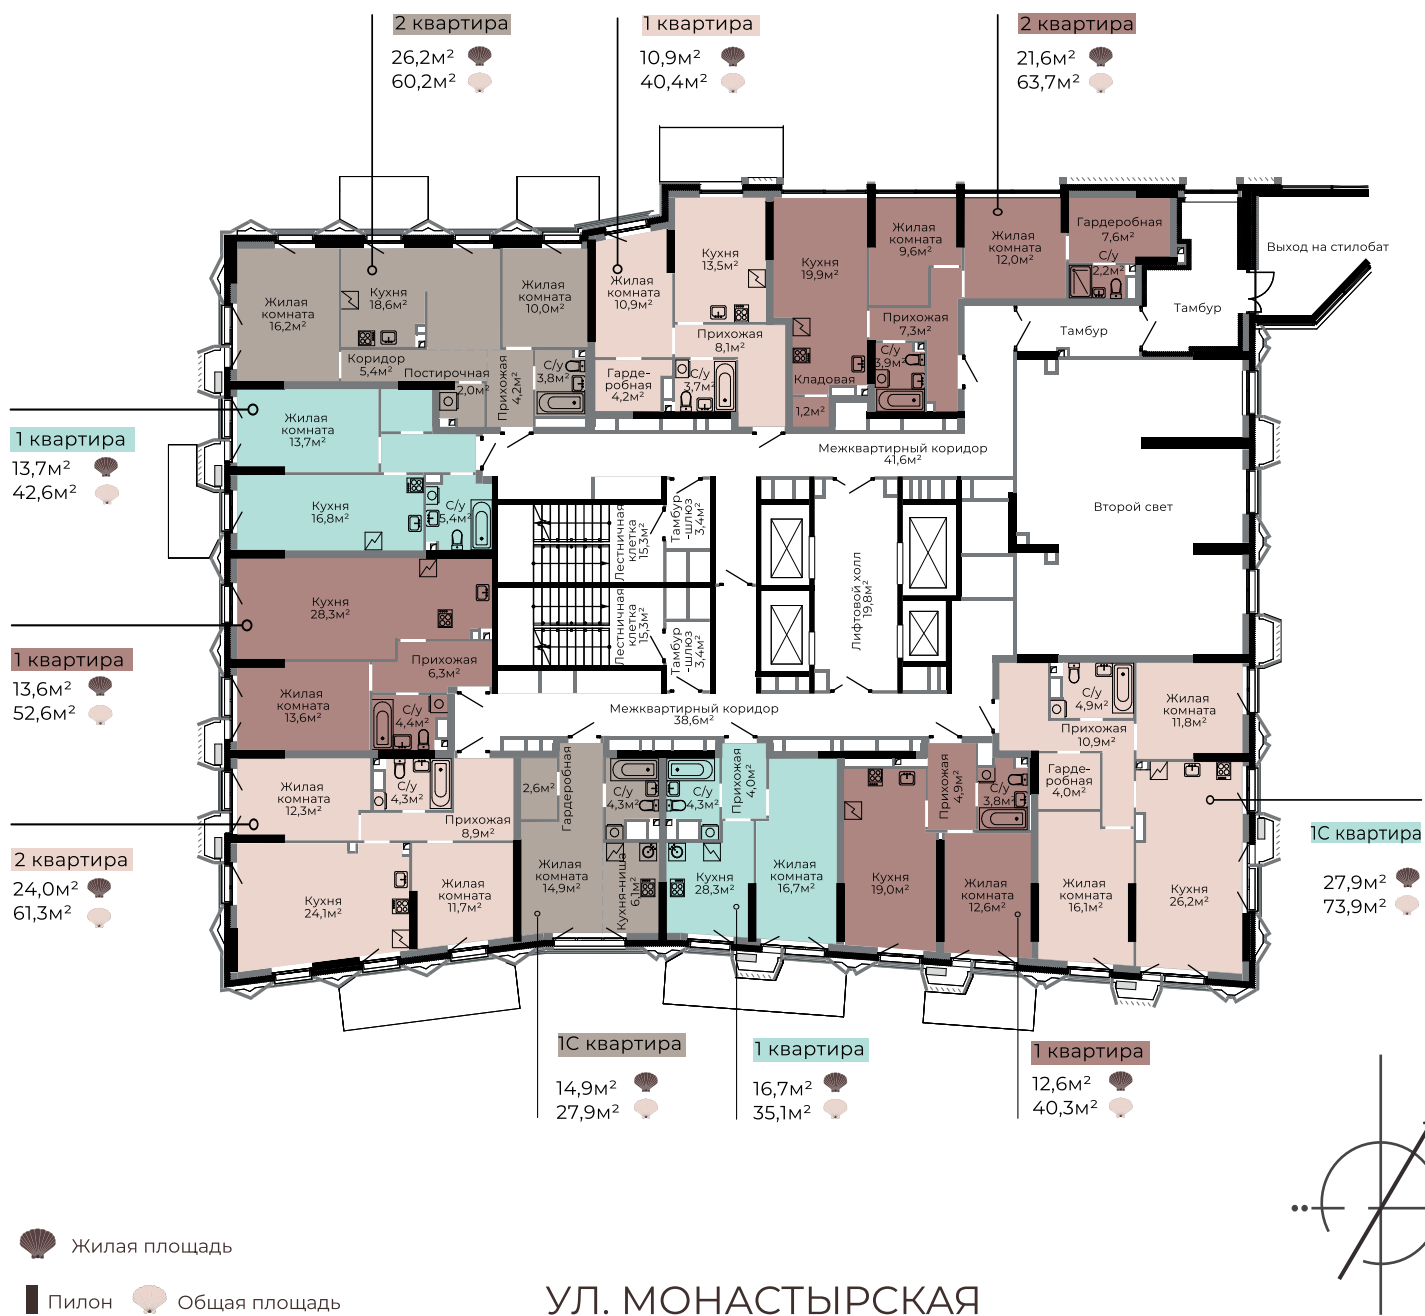 2 квартира
26,2м²
60,2м²
1 квартира
10,9м²
40,4м²
2 квартира
21,6м²
63,7м²
Жилая
комната
16,2м²
Кухня
18,6м²
Жилая
комната
10,0м²
Коридор
5,4м²
Постирочная
2,0м²
Прихожая
4,2м²
С/у
3,8м²
Жилая
комната
10,9м²
Кухня
13,5м²
Прихожая
8,1м²
Гарде-
робная
4,2м²
С/у
3,7м²
Кухня
19,9м²
Кладовая
1,2м²
Жилая
комната
9,6м²
Жилая
комната
12,0м²
Гардеробная
7,6м²
С/у
2,2м²
Прихожая
7,3м²
С/у
3,9м²
Тамбур
Тамбур
Выход на стилобат
1 квартира
13,7м²
42,6м²
Жилая
комната
13,7м²
Кухня
16,8м²
С/у
5,4м²
Межквартирный коридор
41,6м²
Второй свет
Лестничная
клетка
15,3м²
Тамбур
-шлюз
3,4м²
Лестничная
клетка
15,3м²
Тамбур
-шлюз
3,4м²
Лифтовой холл
19,8м²
1 квартира
13,6м²
52,6м²
Кухня
28,3м²
Прихожая
6,3м²
Жилая
комната
13,6м²
С/у
4,4м²
Межквартирный коридор
38,6м²
2 квартира
24,0м²
61,3м²
Жилая
комната
12,3м²
С/у
4,3м²
Прихожая
8,9м²
Кухня
24,1м²
Жилая
комната
11,7м²
2,6м²
Гардеробная
Жилая
комната
14,9м²
С/у
4,3м²
Кухня-ниша
6,1м²
С/у
4,3м²
Прихожая
4,0м²
Кухня
28,3м²
Жилая
комната
16,7м²
Кухня
19,0м²
Прихожая
4,9м²
С/у
3,8м²
Жилая
комната
12,6м²
С/у
4,9м²
Жилая
комната
11,8м²
Прихожая
10,9м²
Гарде-
робная
4,0м²
Жилая
комната
16,1м²
Кухня
26,2м²
1С квартира
27,9м²
73,9м²
1С квартира
14,9м²
27,9м²
1 квартира
16,7м²
35,1м²
1 квартира
12,6м²
40,3м²
Жилая площадь
Пилон
Общая площадь
УЛ. МОНАСТЫРСКАЯ